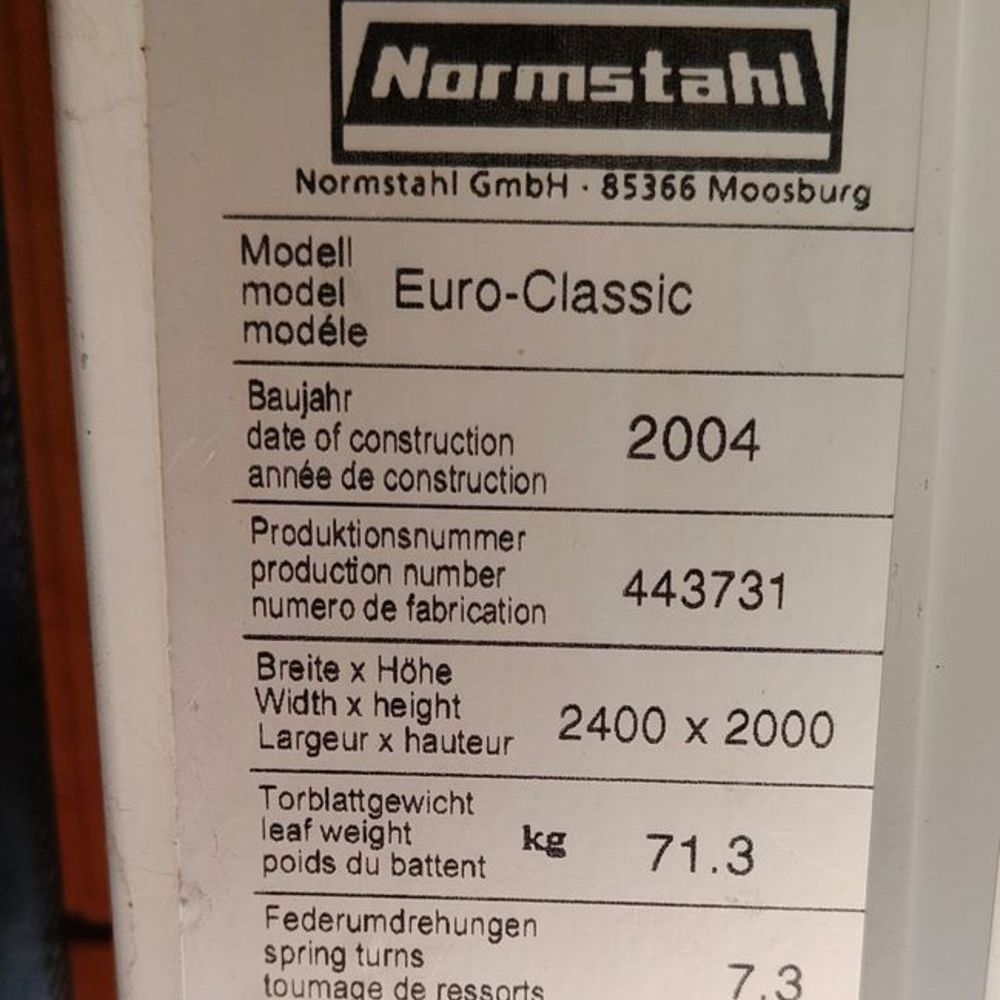 Normstahl
Normstahl GmbH · 85366 Moosburg
Modell
model Euro-Classic
modéle
Baujahr
date of construction 2004
année de construction
Produktionsnummer
production number 443731
numero de fabrication
Breite x Höhe
Width x height 2400 x 2000
Largeur x hauteur
Torblattgewicht
leaf weight kg 71.3
poids du battent
Federumdrehungen
spring turns 7.3
toumage de ressorts